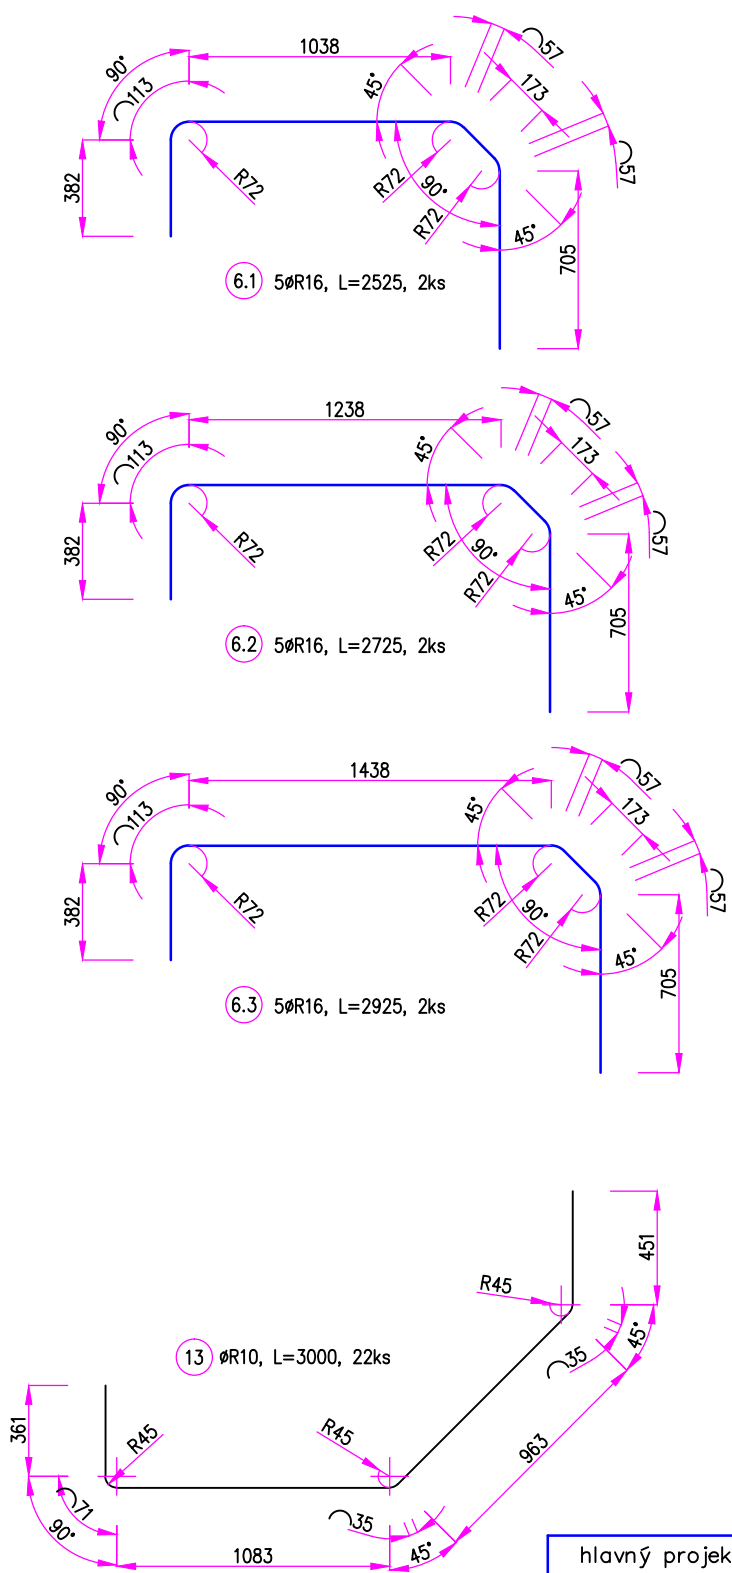 1038
90°
113
45°
57
173
57
382
R72
R72
90°
R72
45°
705
6.1 5øR16, L=2525, 2ks
1238
90°
113
45°
57
173
57
382
R72
R72
90°
R72
45°
705
6.2 5øR16, L=2725, 2ks
1438
90°
113
45°
57
173
57
382
R72
R72
90°
R72
45°
705
6.3 5øR16, L=2925, 2ks
451
R45
45°
35
13 øR10, L=3000, 22ks
361
R45
R45
963
71
90°
35
45°
1083
hlavný projek